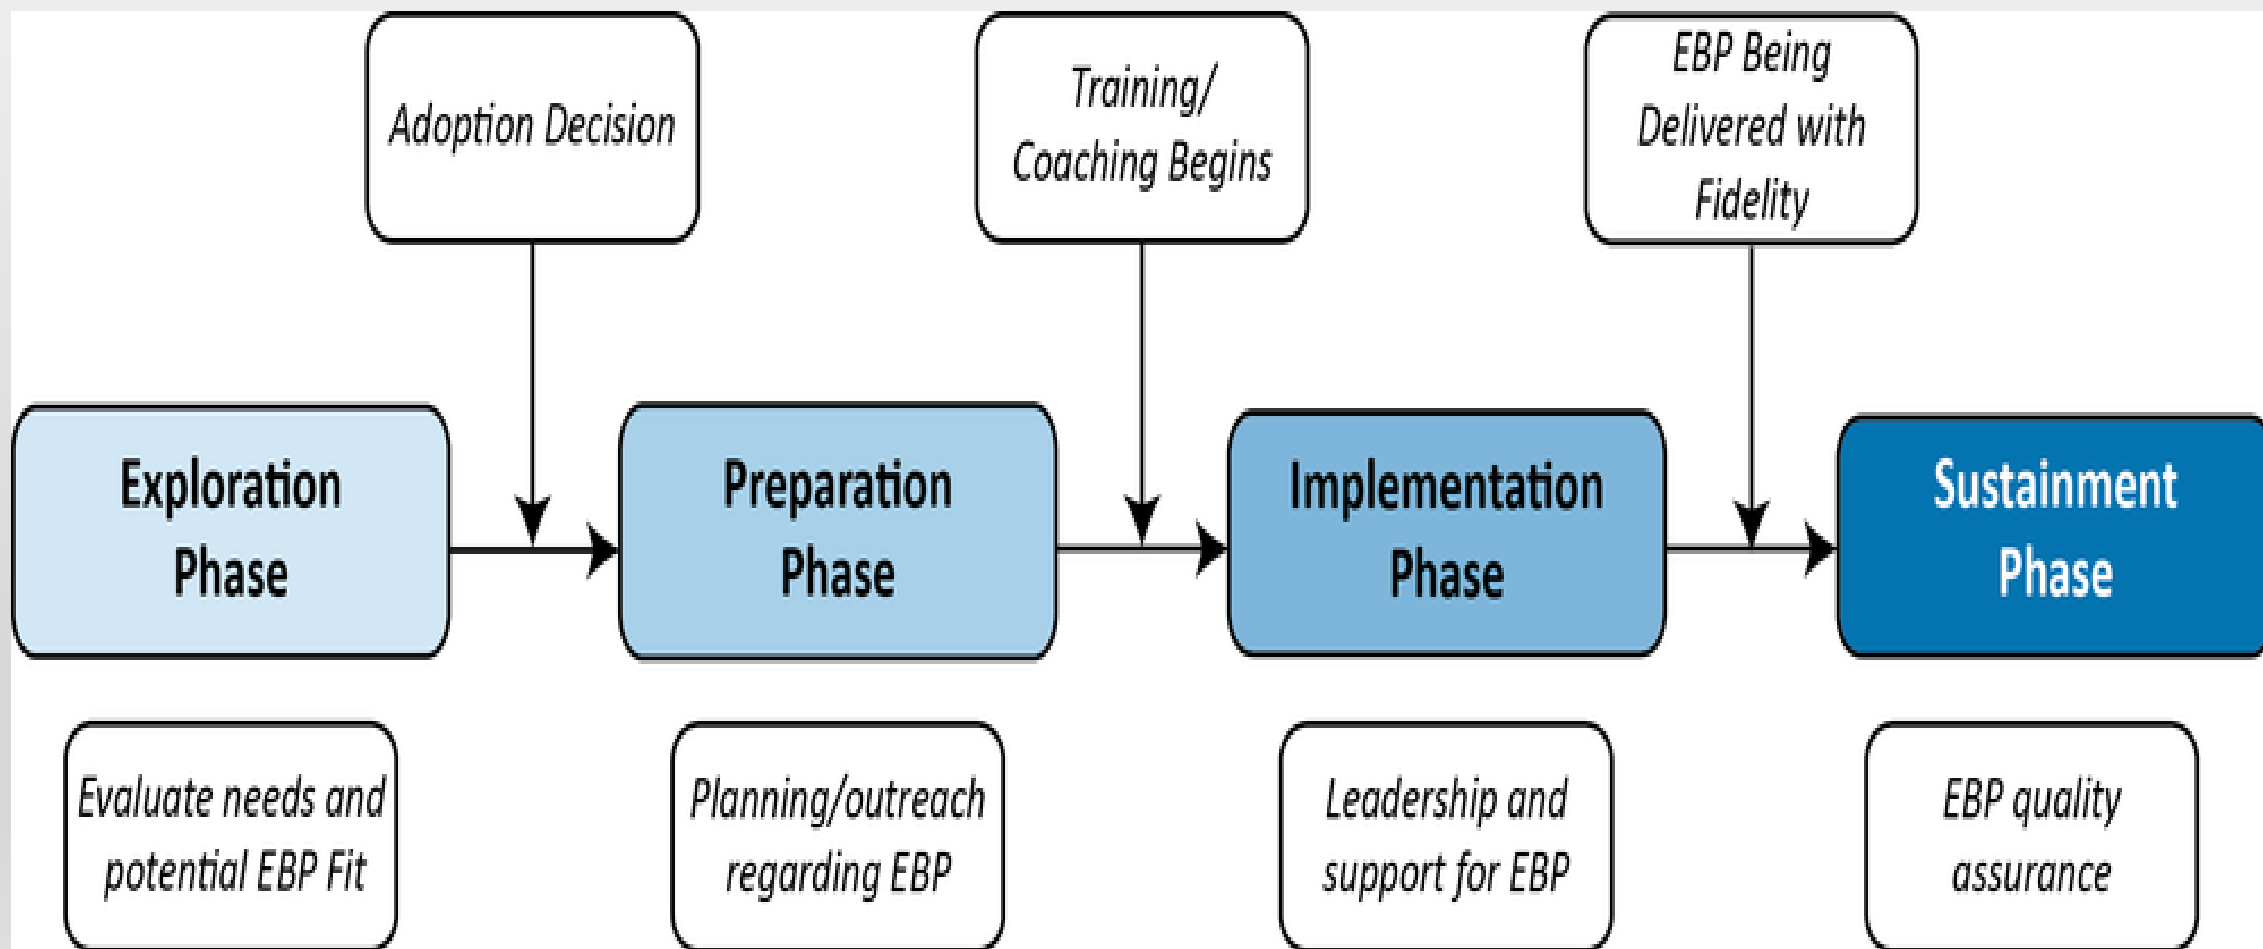 Adoption Decision
Training/
Coaching Begins
EBP Being
Delivered with
Fidelity
Exploration
Phase
Preparation
Phase
Implementation
Phase
Sustainment
Phase
Evaluate needs and
potential EBP Fit
Planning/outreach
regarding EBP
Leadership and
support for EBP
EBP quality
assurance